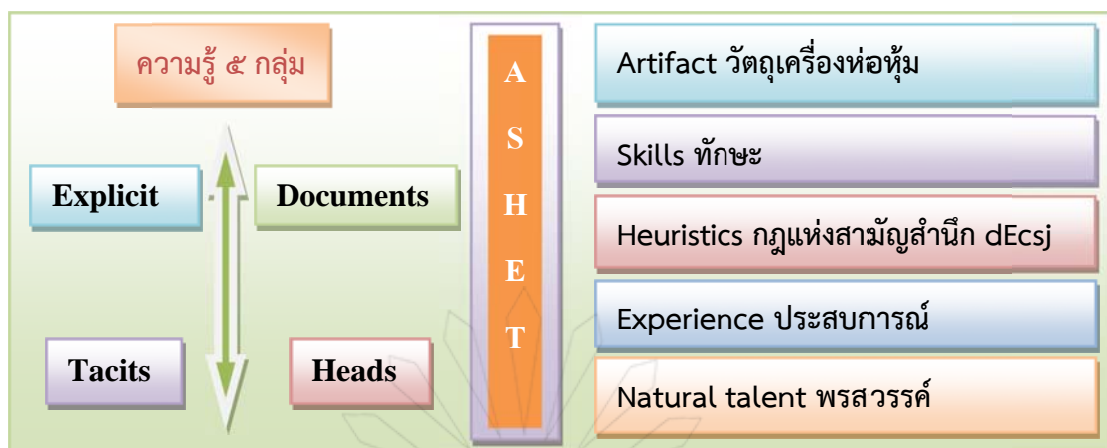 ความรู้ ๕ กลุ่ม
Explicit
Documents
Tacits
Heads
A
S
H
E
T
Artifact วัตถุเครื่องห่อหุ้ม
Skills ทักษะ
Heuristics กฎแห่งสามัญสำนึก dEcsj
Experience ประสบการณ์
Natural talent พรสวรรค์